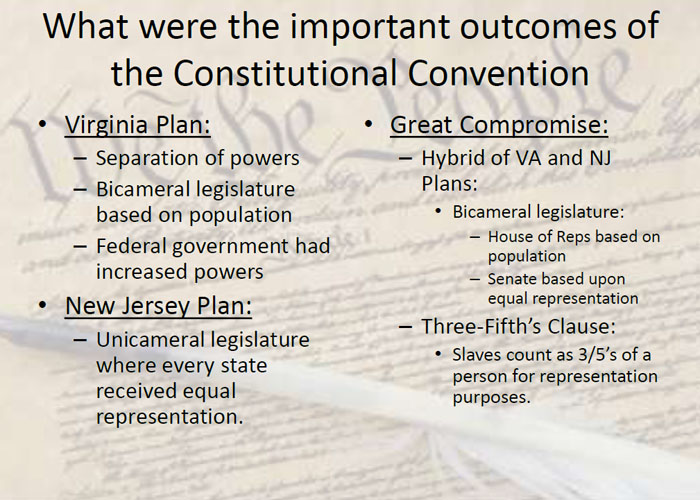 What were the important outcomes of
the Constitutional Convention
• Virginia Plan:
– Separation of powers
– Bicameral legislature
based on population
– Federal government had
increased powers
• New Jersey Plan:
– Unicameral legislature
where every state
received equal
representation.
• Great Compromise:
– Hybrid of VA and NJ
Plans:
• Bicameral legislature:
– House of Reps based on
population
– Senate based upon
equal representation
– Three-Fifth’s Clause:
• Slaves count as 3/5’s of a
person for representation
purposes.
We the People